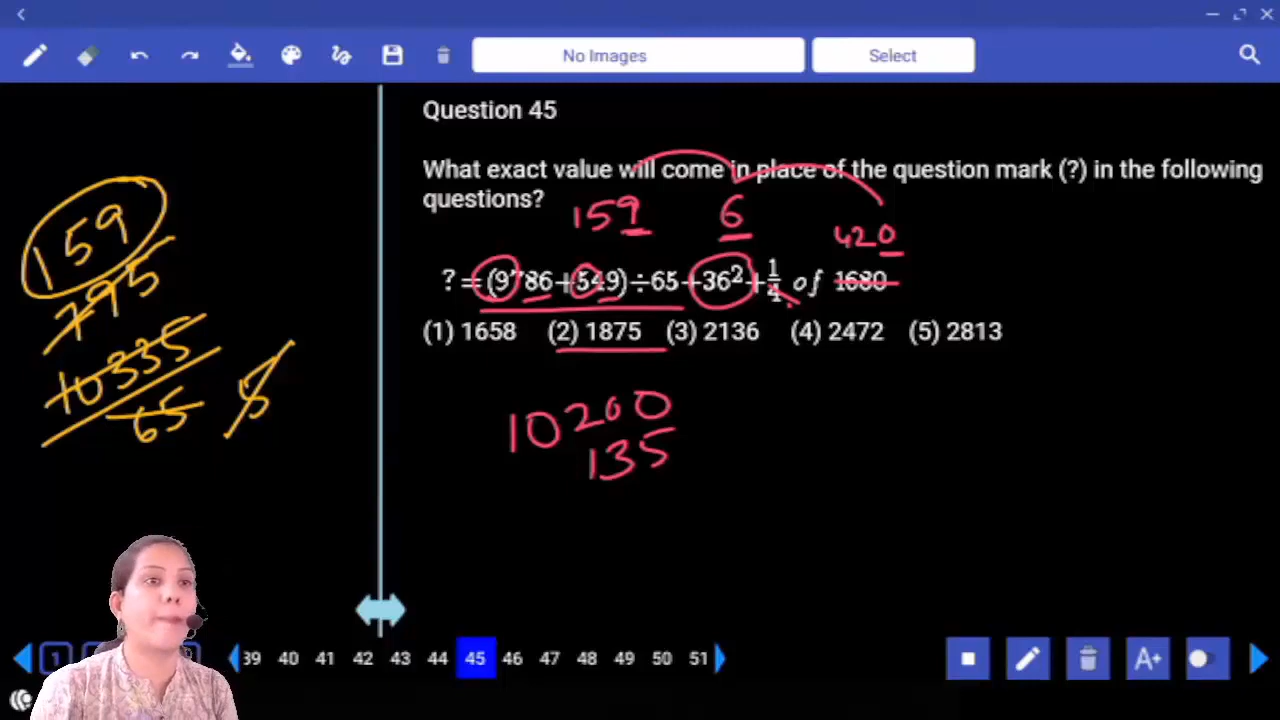 No Images
Select
Question 45
What exact value will come in place of the question mark (?) in the following
questions?
159 6 420
? = (9786+549) ÷ 65 + 36² + 1/4 of 1680
(1) 1658 (2) 1875 (3) 2136 (4) 2472 (5) 2813
10200
135
159
795
10335
65
39 40 41 42 43 44 45 46 47 48 49 50 51
1
A+